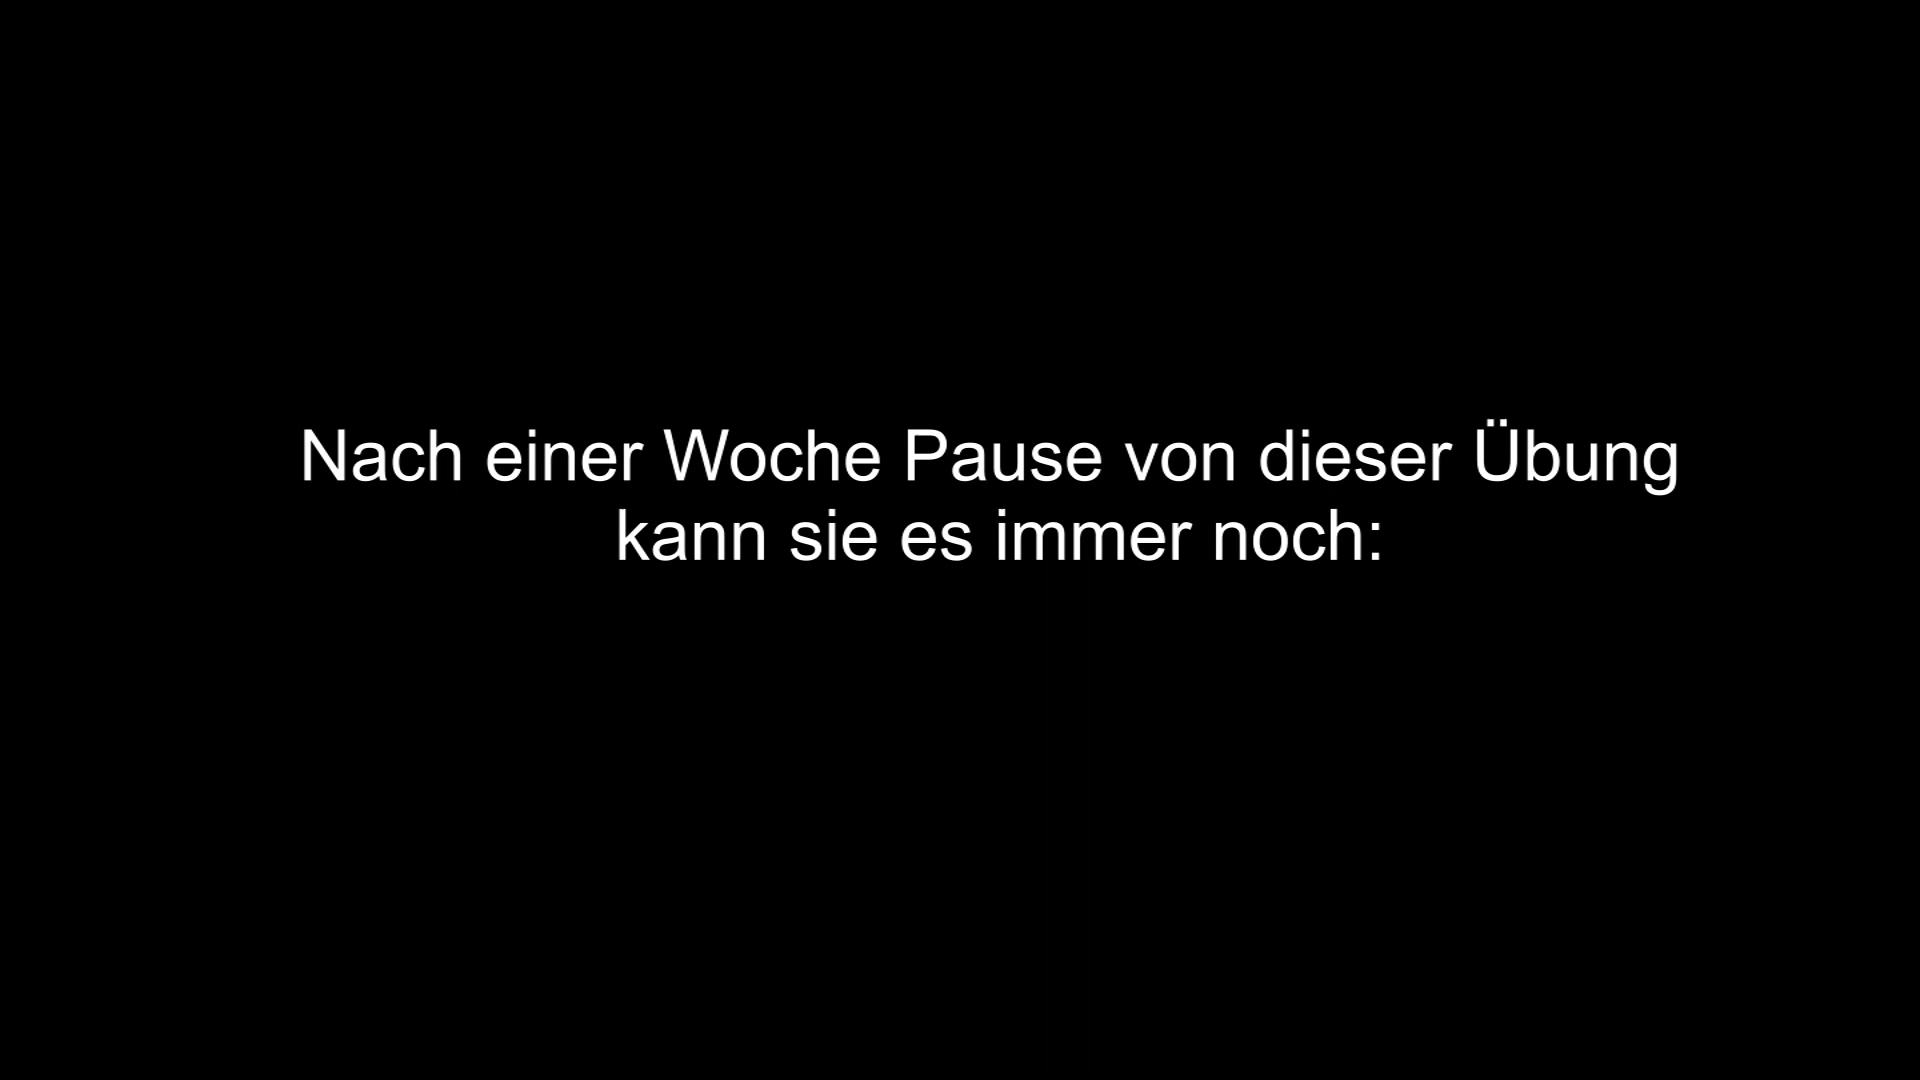 Nach einer Woche Pause von dieser Übung
kann sie es immer noch: